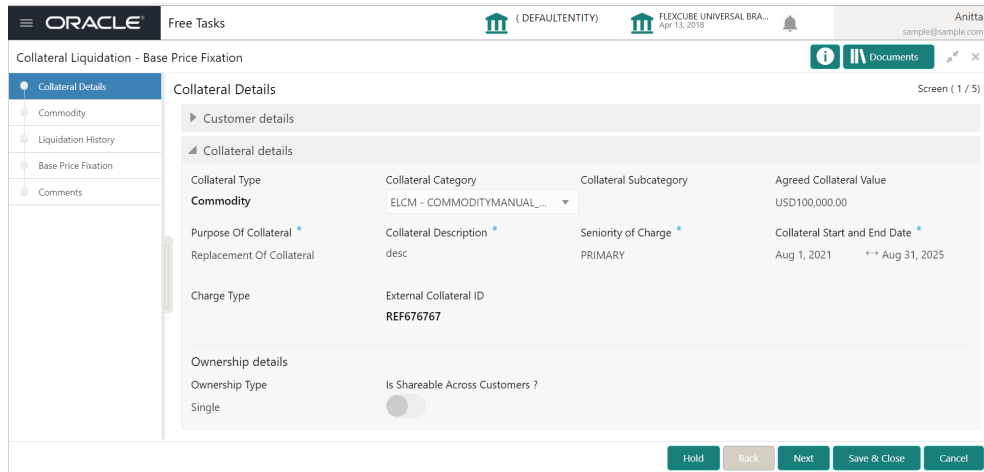 ORACLE
Free Tasks
( DEFAULTENTITY)
FLEXCUBE UNIVERSAL BRA...
Apr 13, 2018
Anitta
sample@sample.com
Collateral Liquidation - Base Price Fixation
Documents
Collateral Details
Commodity
Liquidation History
Base Price Fixation
Comments
Collateral Details
Screen ( 1 / 5)
Customer details
Collateral details
Collateral Type
Collateral Category
Collateral Subcategory
Agreed Collateral Value
Commodity
ELCM - COMMODITYMANUAL_...
USD100,000.00
Purpose Of Collateral *
Collateral Description *
Seniority of Charge *
Collateral Start and End Date *
Replacement Of Collateral
desc
PRIMARY
Aug 1, 2021 ↔ Aug 31, 2025
Charge Type
External Collateral ID
REF676767
Ownership details
Ownership Type
Is Shareable Across Customers ?
Single
Hold
Back
Next
Save & Close
Cancel